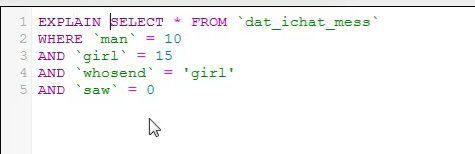 1 EXPLAIN SELECT * FROM `dat_ichat_mess`
2 WHERE `man` = 10
3 AND `girl` = 15
4 AND `whosend` = 'girl'
5 AND `saw` = 0